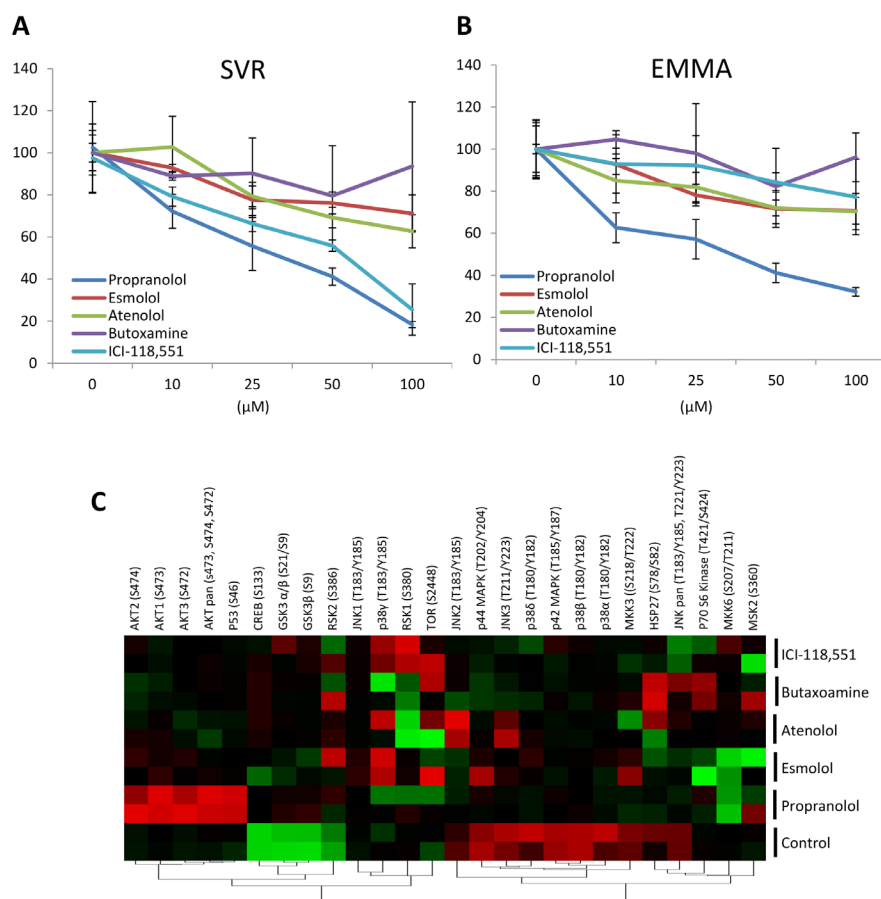 A
SVR
140
120
100
80
60
40
20
0
Propranolol
Esmolol
Atenolol
Butoxamine
ICI-118,551
0 10 25 50 100
(µM)
B
EMMA
140
120
100
80
60
40
20
0
Propranolol
Esmolol
Atenolol
Butoxamine
ICI-118,551
0 10 25 50 100
(µM)
C
AKT2 (S474)
AKT1 (S473)
AKT3 (S472)
AKT pan (s473, S474, S472)
P53 (S46)
CREB (S133)
GSK3 α/β (S21/S9)
GSK3β (S9)
RSK2 (S386)
JNK1 (T183/Y185)
p38γ (T183/Y185)
RSK1 (S380)
TOR (S2448)
JNK2 (T183/Y185)
p44 MAPK (T202/Y204)
JNK3 (T211/Y223)
p38δ (T180/Y182)
p42 MAPK (T185/Y187)
p38β (T180/Y182)
p38α (T180/Y182)
MKK3 ((S218/T222)
HSP27 (S78/S82)
JNK pan (T183/Y185, T221/Y223)
P70 S6 Kinase (T421/S424)
MKK6 (S207/T211)
MSK2 (S360)
ICI-118,551
Butaxoamine
Atenolol
Esmolol
Propranolol
Control